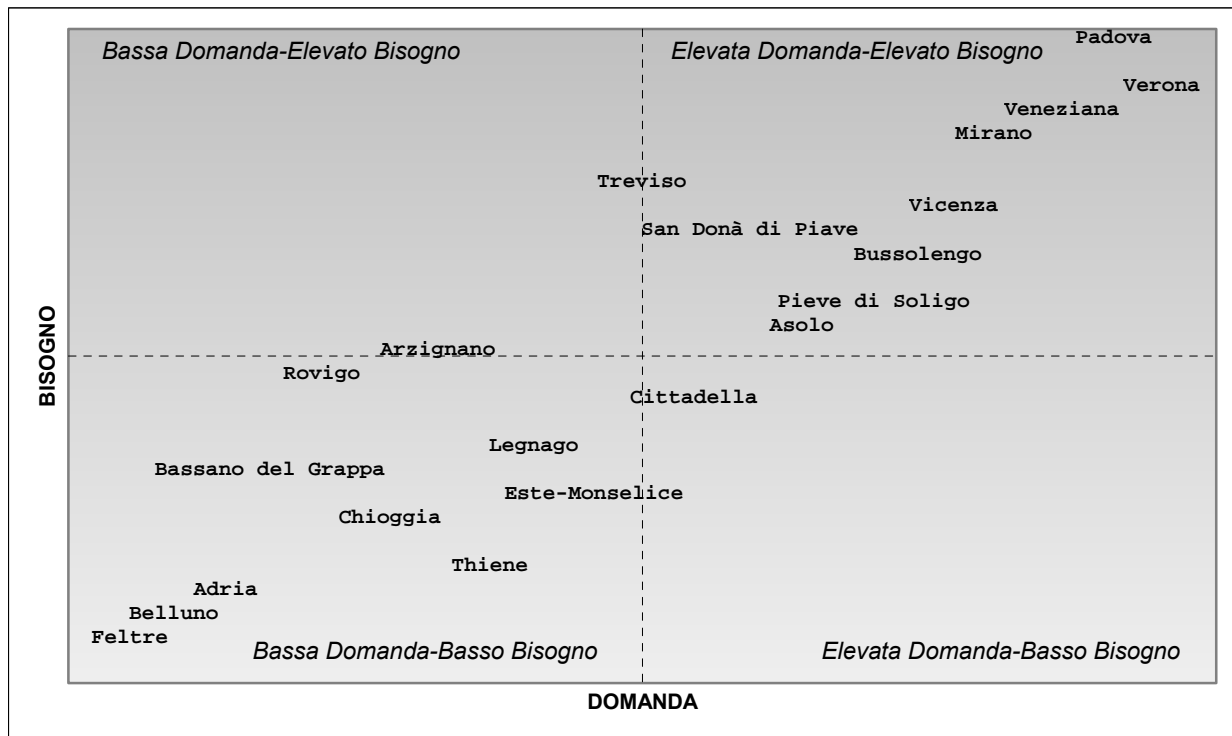 Bassa Domanda-Elevato Bisogno
Elevata Domanda-Elevato Bisogno
Padova
Verona
Veneziana
Mirano
Treviso
Vicenza
San Donà di Piave
Bussolengo
Pieve di Soligo
Asolo
Arzignano
Rovigo
Cittadella
Legnago
Bassano del Grappa
Este-Monselice
Chioggia
Thiene
Adria
Belluno
Feltre
Bassa Domanda-Basso Bisogno
Elevata Domanda-Basso Bisogno
BISOGNO
DOMANDA